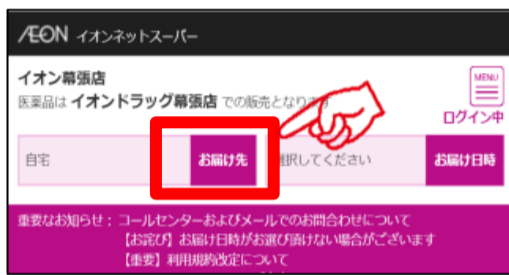 ÆON イオンネットスーパー
イオン幕張店
医薬品は イオンドラッグ幕張店 での販売となります
MENU
ログイン中
自宅 お届け先 選択してください お届け日時
重要なお知らせ： コールセンターおよびメールでのお問合わせについて
【お詫び】お届け日時がお選び頂けない場合がございます
【重要】利用規約改定について